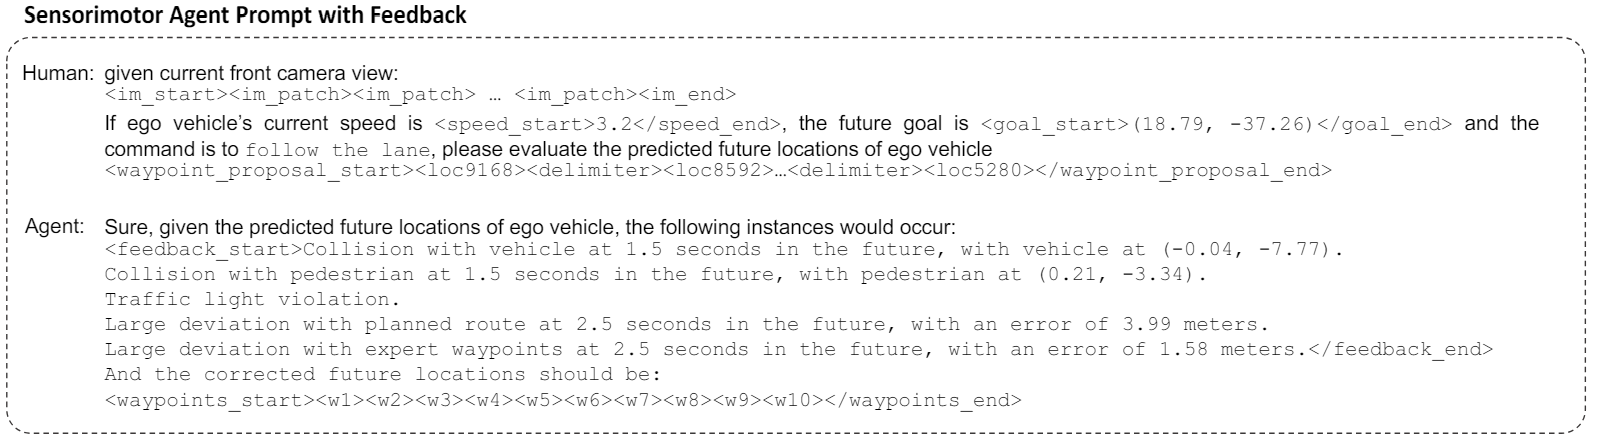 Sensorimotor Agent Prompt with Feedback
Human: given current front camera view:
<im_start><im_patch><im_patch> … <im_patch><im_end>
If ego vehicle's current speed is <speed_start>3.2</speed_end>, the future goal is <goal_start>(18.79, -37.26)</goal_end> and the
command is to follow the lane, please evaluate the predicted future locations of ego vehicle
<waypoint_proposal_start><loc9168><delimiter><loc8592>…<delimiter><loc5280></waypoint_proposal_end>
Agent: Sure, given the predicted future locations of ego vehicle, the following instances would occur:
<feedback_start>Collision with vehicle at 1.5 seconds in the future, with vehicle at (-0.04, -7.77).
Collision with pedestrian at 1.5 seconds in the future, with pedestrian at (0.21, -3.34).
Traffic light violation.
Large deviation with planned route at 2.5 seconds in the future, with an error of 3.99 meters.
Large deviation with expert waypoints at 2.5 seconds in the future, with an error of 1.58 meters.</feedback_end>
And the corrected future locations should be:
<waypoints_start><w1><w2><w3><w4><w5><w6><w7><w8><w9><w10></waypoints_end>